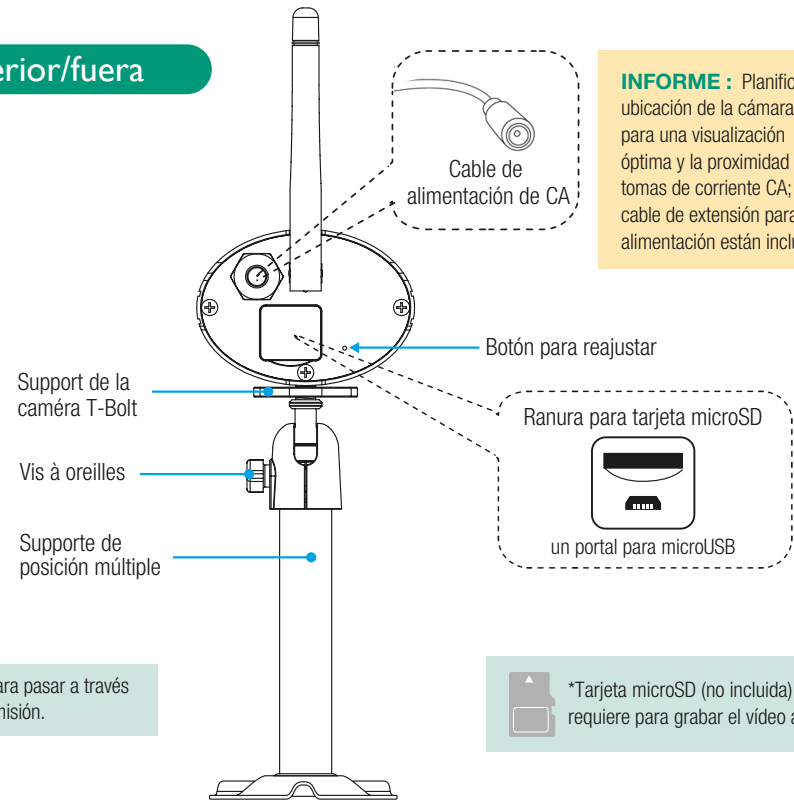 erior/fuera
Cable de
alimentación de CA
INFORME : Planific
ubicación de la cámara
para una visualización
óptima y la proximidad
tomas de corriente CA;
cable de extensión para
alimentación están inclu
Botón para reajustar
Support de la
caméra T-Bolt
Ranura para tarjeta microSD
Vis à oreilles
un portal para microUSB
Supporte de
posición múltiple
ara pasar a través
misión.
*Tarjeta microSD (no incluida)
requiere para grabar el vídeo a